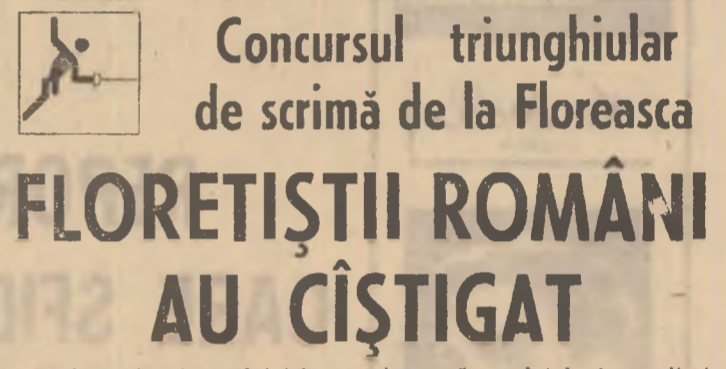 Concursul triunghiular
de scrimă de la Floreasca
FLORETIȘTII ROMÂNI
AU CÎȘTIGAT